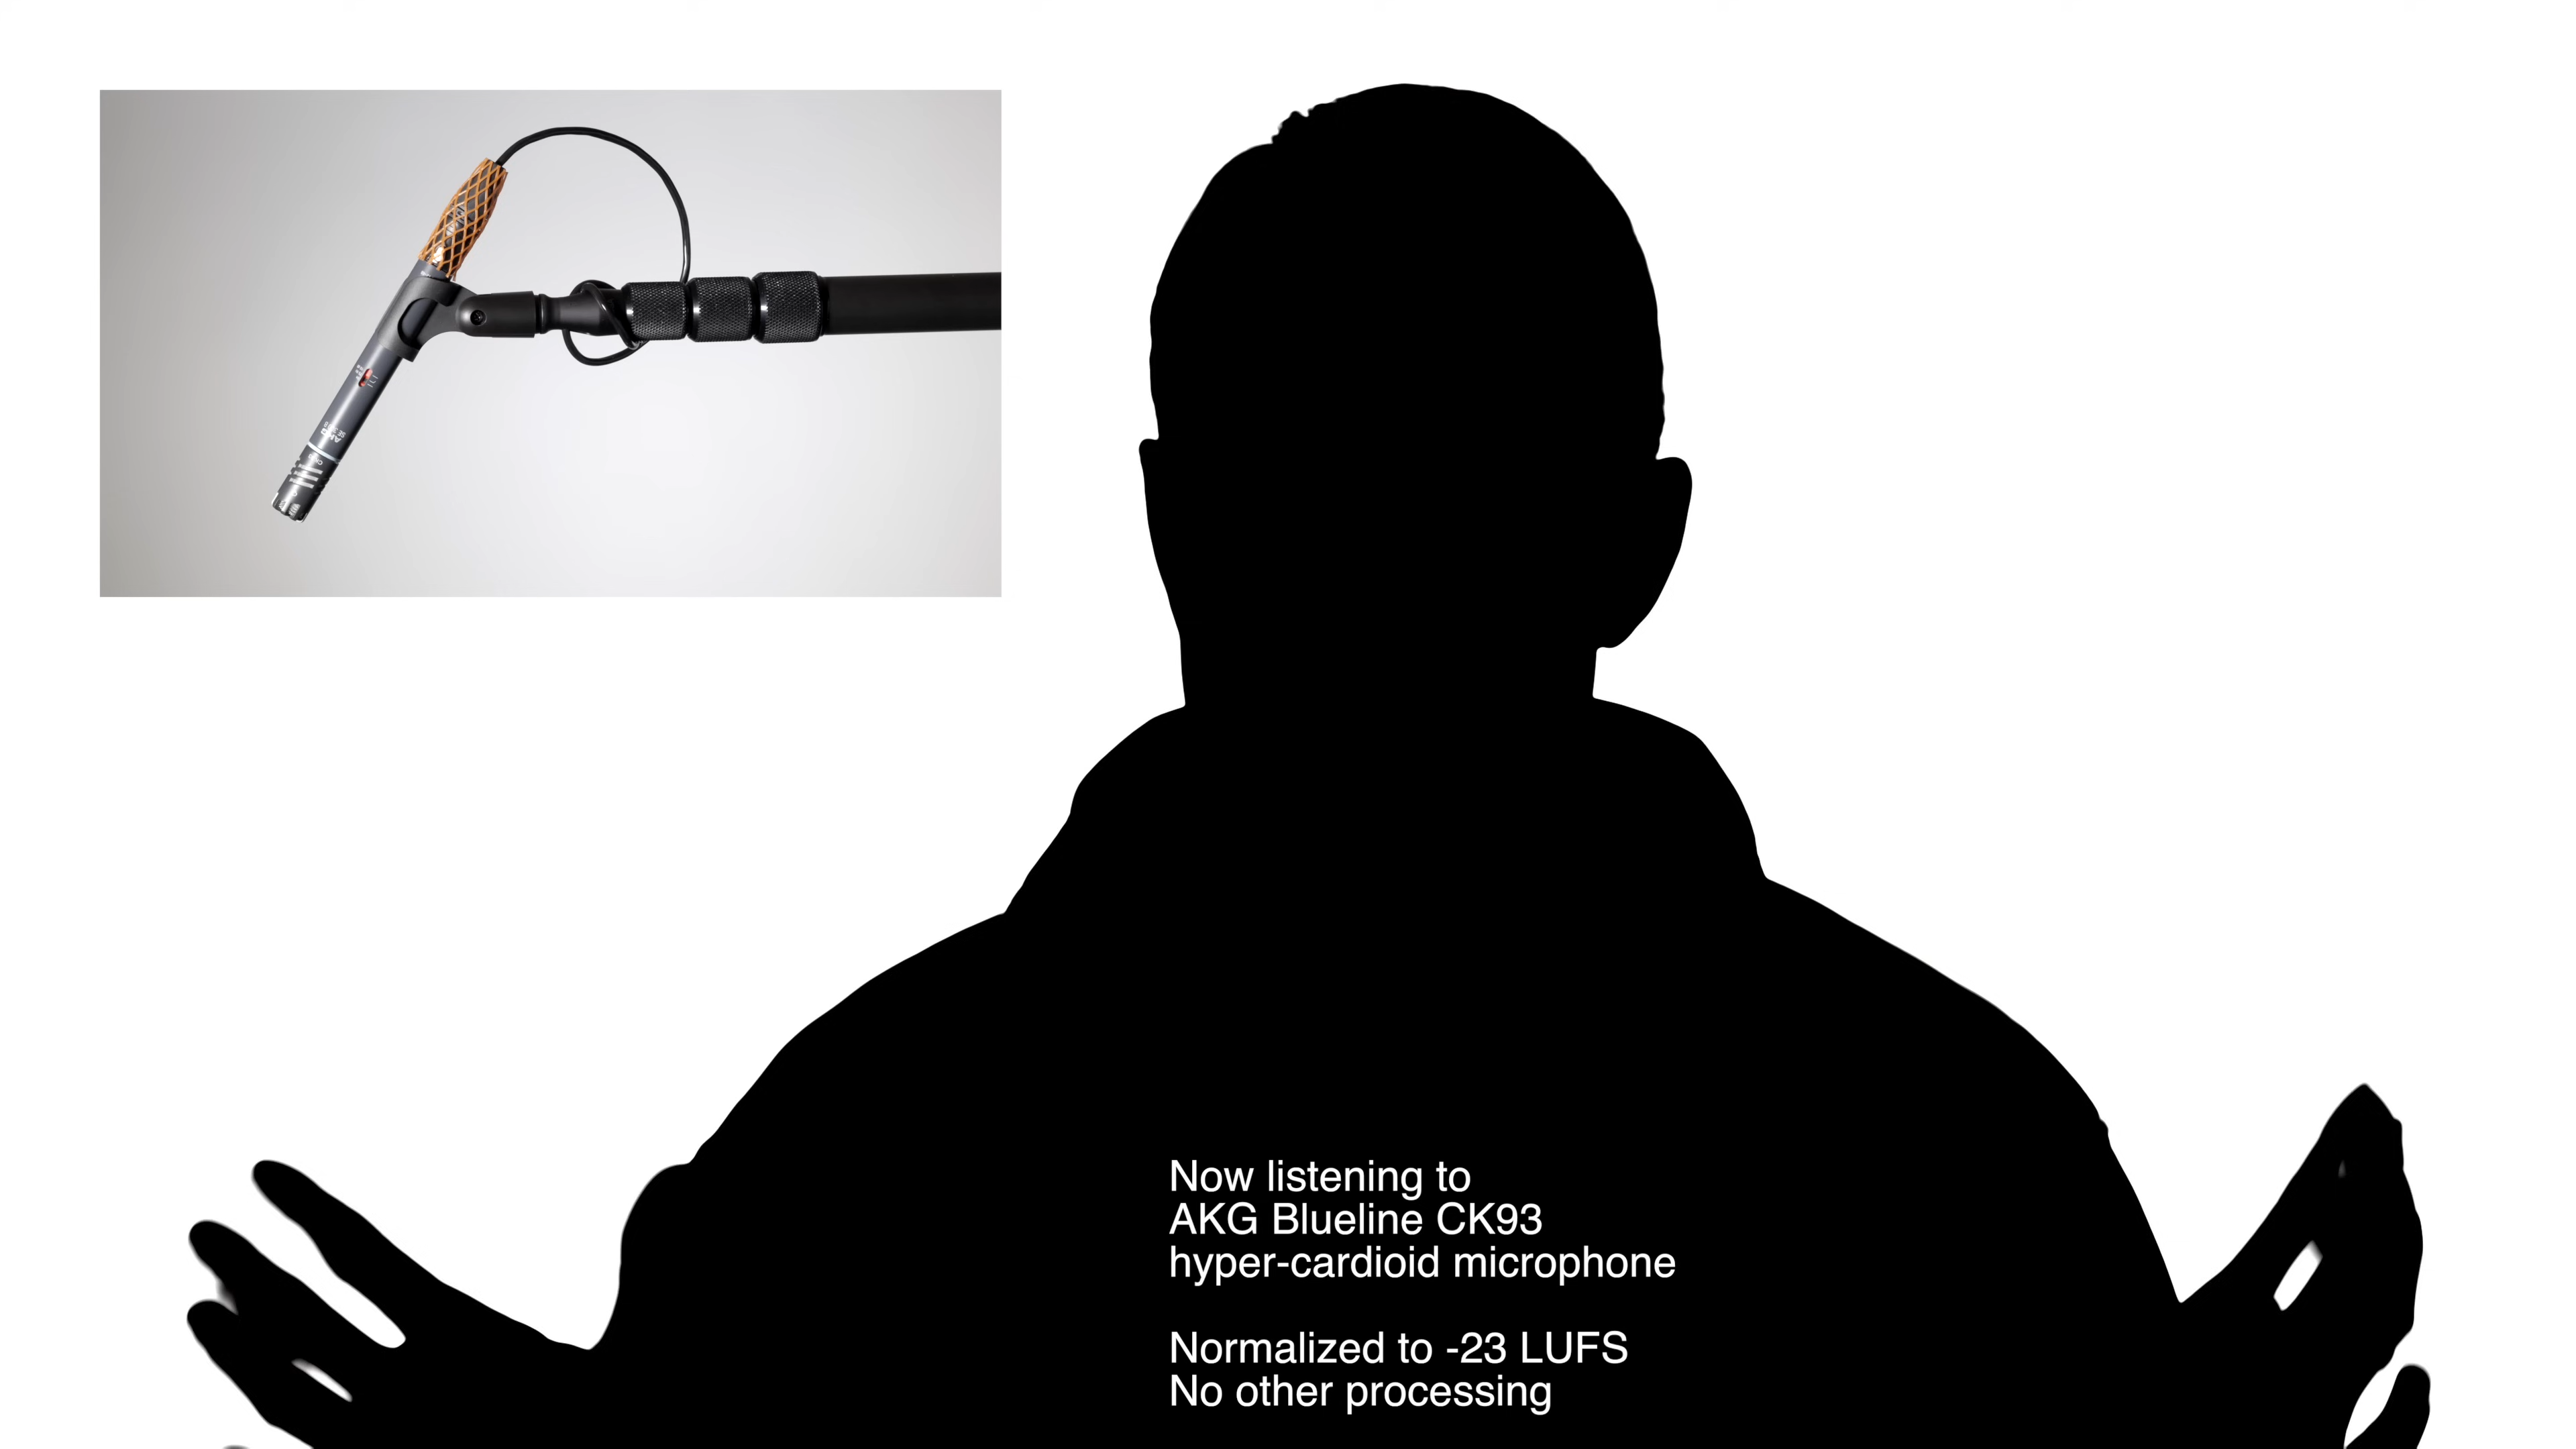 Now listening to
AKG Blueline CK93
hyper-cardioid microphone
Normalized to -23 LUFS
No other processing